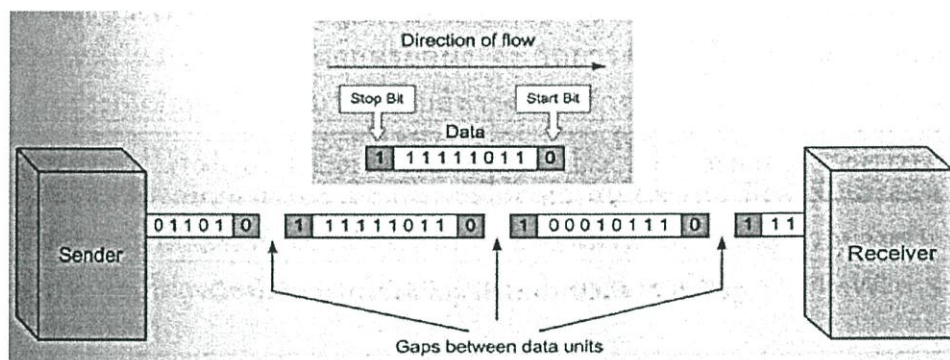 Direction of flow
Stop Bit
Start Bit
Data
1 11111011 0
Sender
01101 0
1 11111011 0
1 00010111 0
1 11
Receiver
Gaps between data units